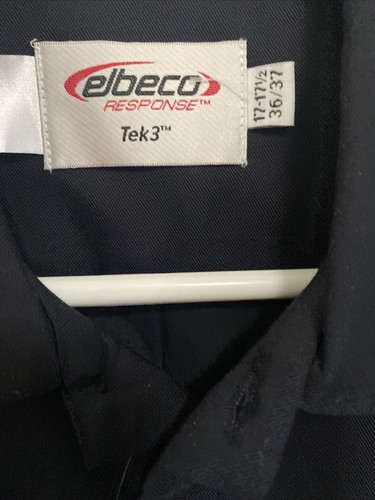 elbeco
RESPONSE™
Tek3™
17-17½
36/37